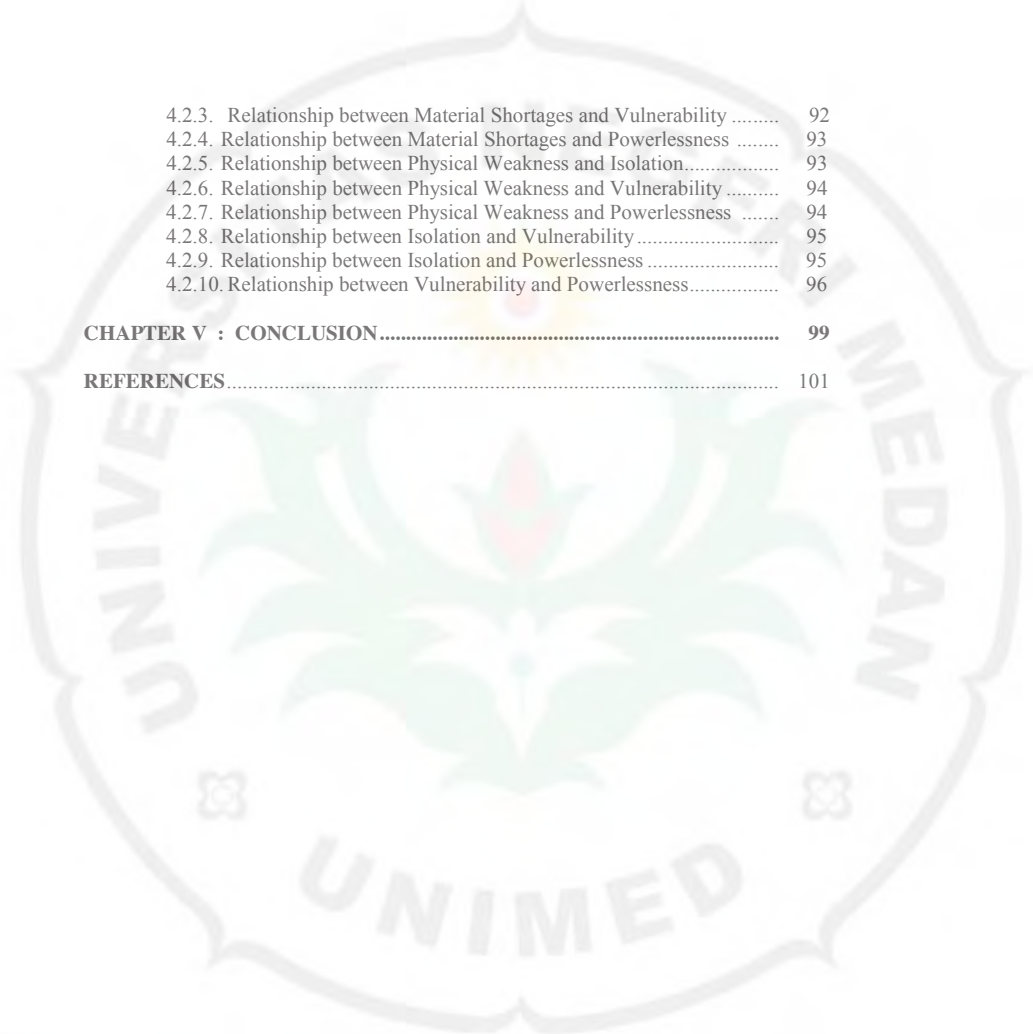 4.2.3. Relationship between Material Shortages and Vulnerability ......... 92
4.2.4. Relationship between Material Shortages and Powerlessness ........ 93
4.2.5. Relationship between Physical Weakness and Isolation.................. 93
4.2.6. Relationship between Physical Weakness and Vulnerability .......... 94
4.2.7. Relationship between Physical Weakness and Powerlessness ....... 94
4.2.8. Relationship between Isolation and Vulnerability........................... 95
4.2.9. Relationship between Isolation and Powerlessness ......................... 95
4.2.10. Relationship between Vulnerability and Powerlessness................. 96
CHAPTER V : CONCLUSION............................................................................ 99
REFERENCES.......................................................................................................... 101
UNIVERSITAS NEGERI MEDAN
UNIMED